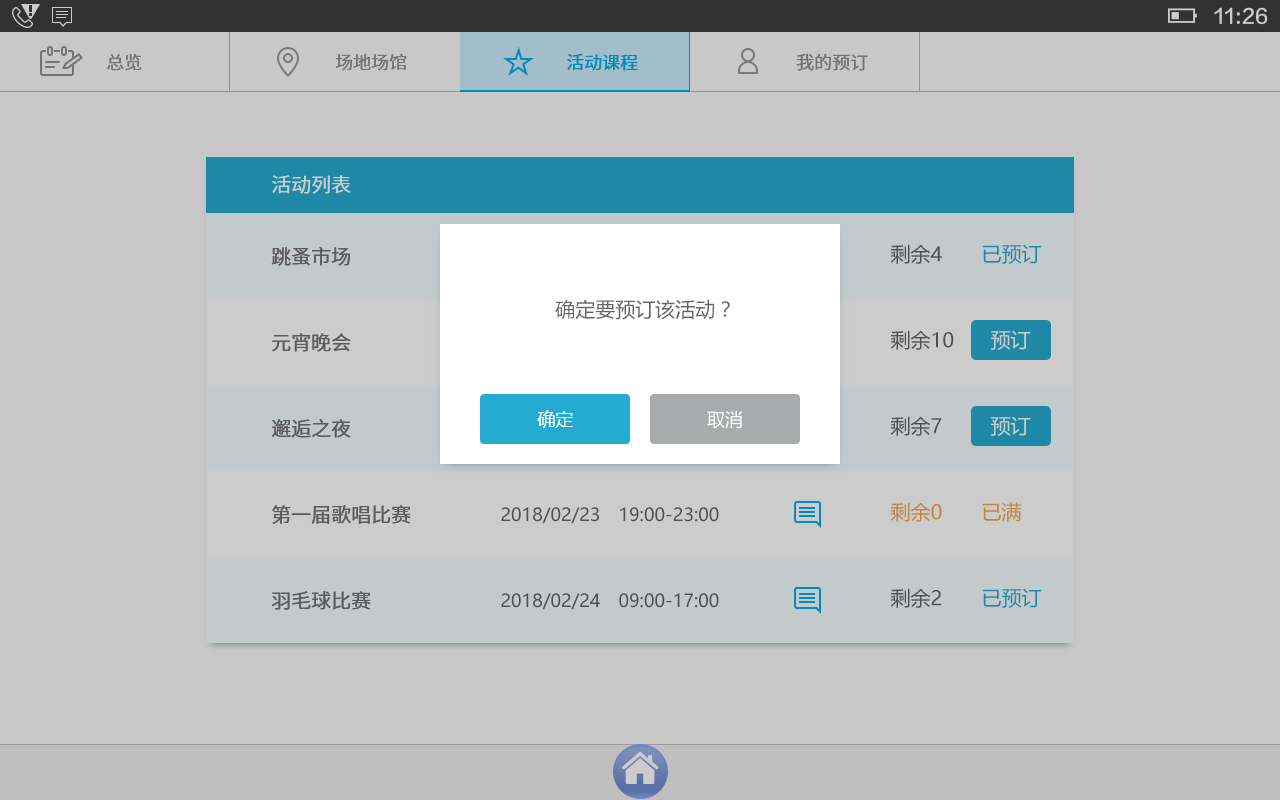 11:26
总览
场地场馆
活动课程
我的预订
活动列表
跳蚤市场 剩余4 已预订
元宵晚会 剩余10 预订
邂逅之夜 剩余7 预订
确定要预订该活动？
确定 取消
第一届歌唱比赛 2018/02/23 19:00-23:00 剩余0 已满
羽毛球比赛 2018/02/24 09:00-17:00 剩余2 已预订